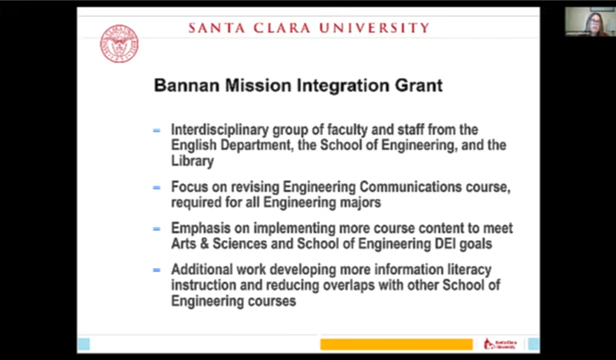 SANTA CLARA UNIVERSITY
Bannan Mission Integration Grant
– Interdisciplinary group of faculty and staff from the
English Department, the School of Engineering, and the
Library
– Focus on revising Engineering Communications course,
required for all Engineering majors
– Emphasis on implementing more course content to meet
Arts & Sciences and School of Engineering DEI goals
– Additional work developing more information literacy
instruction and reducing overlaps with other School of
Engineering courses
Santa Clara
University